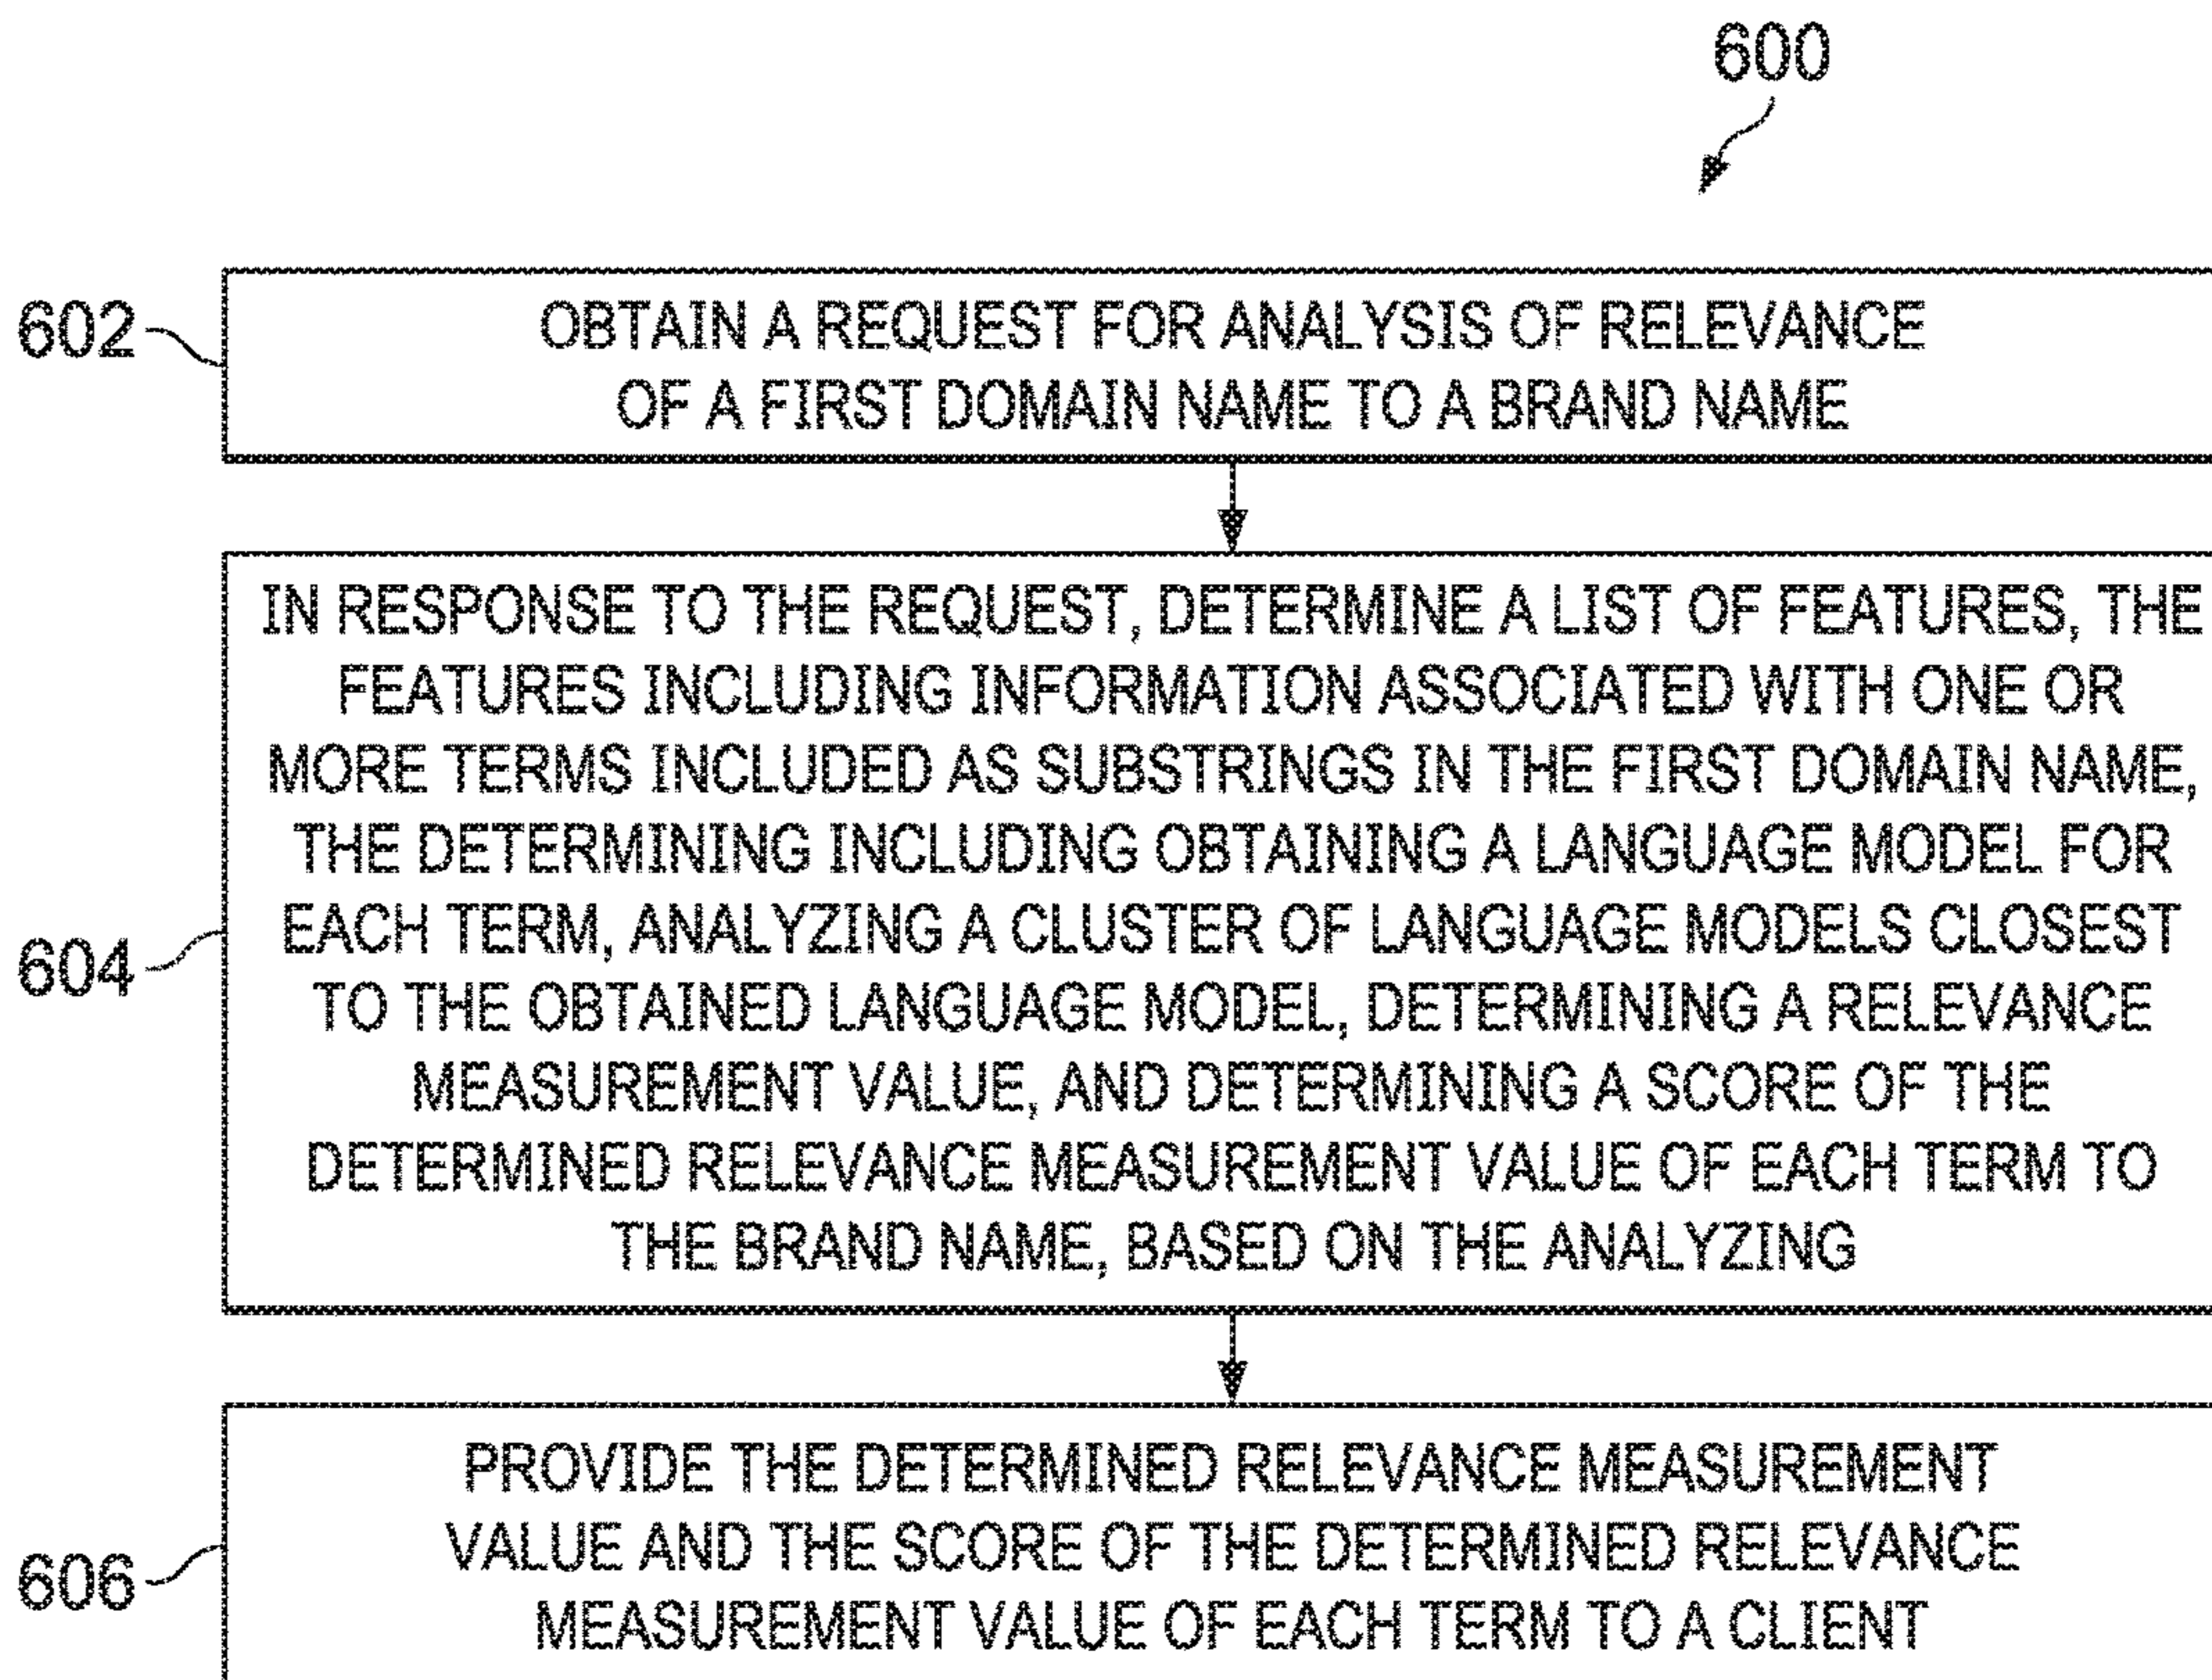 600
602
OBTAIN A REQUEST FOR ANALYSIS OF RELEVANCE
OF A FIRST DOMAIN NAME TO A BRAND NAME
IN RESPONSE TO THE REQUEST, DETERMINE A LIST OF FEATURES, THE
FEATURES INCLUDING INFORMATION ASSOCIATED WITH ONE OR
MORE TERMS INCLUDED AS SUBSTRINGS IN THE FIRST DOMAIN NAME,
THE DETERMINING INCLUDING OBTAINING A LANGUAGE MODEL FOR
EACH TERM, ANALYZING A CLUSTER OF LANGUAGE MODELS CLOSEST
604
TO THE OBTAINED LANGUAGE MODEL, DETERMINING A RELEVANCE
MEASUREMENT VALUE, AND DETERMINING A SCORE OF THE
DETERMINED RELEVANCE MEASUREMENT VALUE OF EACH TERM TO
THE BRAND NAME, BASED ON THE ANALYZING
PROVIDE THE DETERMINED RELEVANCE MEASUREMENT
VALUE AND THE SCORE OF THE DETERMINED RELEVANCE
606
MEASUREMENT VALUE OF EACH TERM TO A CLIENT